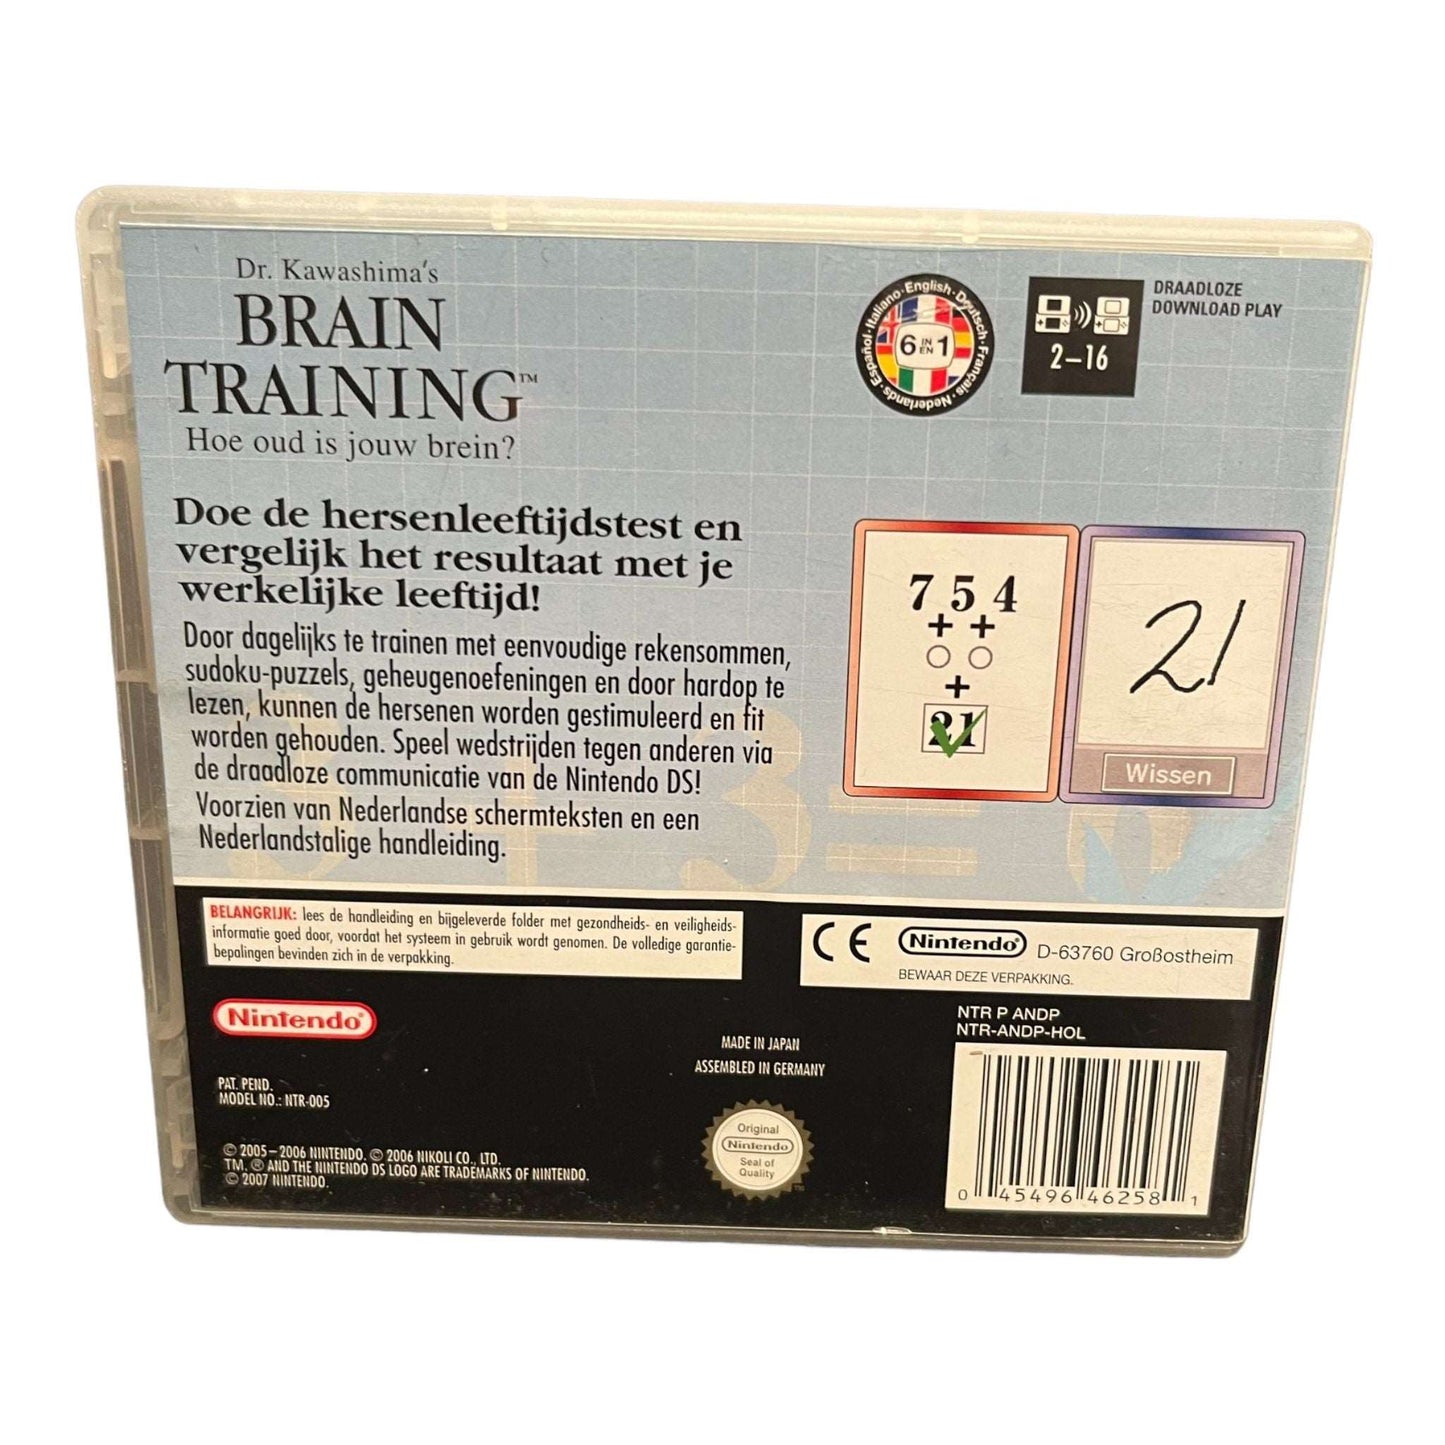 Dr. Kawashima's
BRAIN
TRAINING™
Hoe oud is jouw brein?
Italiano·English·Deutsch·Français·Nederlands·Español·
6 IN EN 1
2–16
DRAADLOZE
DOWNLOAD PLAY
Doe de hersenleeftijdstest en
vergelijk het resultaat met je
werkelijke leeftijd!
Door dagelijks te trainen met eenvoudige rekensommen,
sudoku-puzzels, geheugenoefeningen en door hardop te
lezen, kunnen de hersenen worden gestimuleerd en fit
worden gehouden. Speel wedstrijden tegen anderen via
de draadloze communicatie van de Nintendo DS!
Voorzien van Nederlandse schermteksten en een
Nederlandstalige handleiding.
7 5 4
+ +
+
21
21
Wissen
3 + 3 =
BELANGRIJK: lees de handleiding en bijgeleverde folder met gezondheids- en veiligheids-
informatie goed door, voordat het systeem in gebruik wordt genomen. De volledige garantie-
bepalingen bevinden zich in de verpakking.
CE Nintendo® D-63760 Großostheim
BEWAAR DEZE VERPAKKING.
Nintendo®
PAT. PEND.
MODEL NO.: NTR-005
© 2005–2006 NINTENDO. © 2006 NIKOLI CO., LTD.
TM, ® AND THE NINTENDO DS LOGO ARE TRADEMARKS OF NINTENDO.
© 2007 NINTENDO.
MADE IN JAPAN
ASSEMBLED IN GERMANY
Original
Nintendo
Seal of
Quality
TM
NTR P ANDP
NTR-ANDP-HOL
0 45496 46258 1